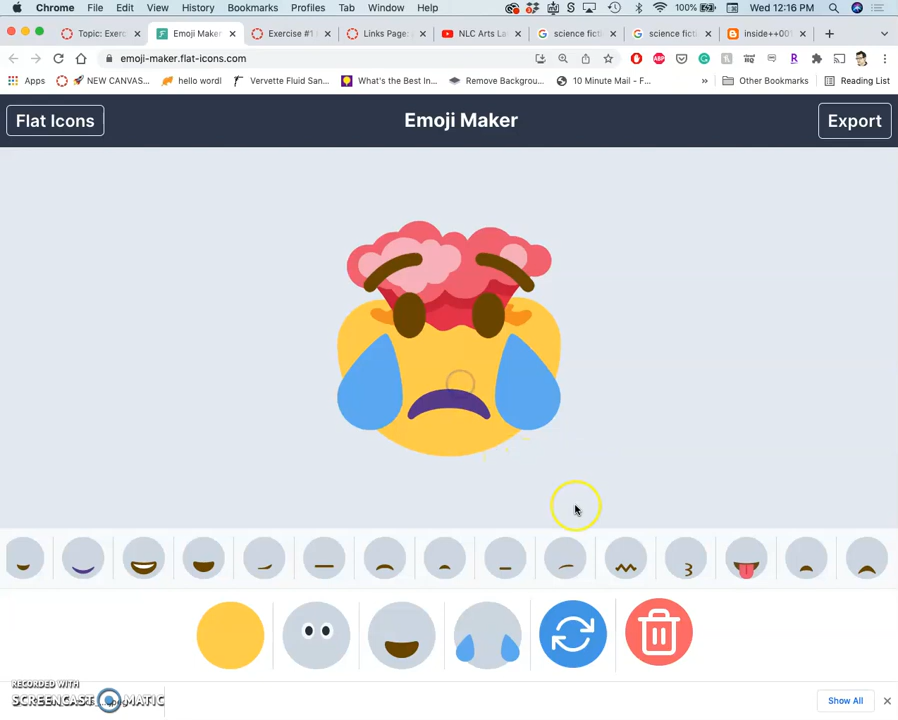 Chrome File Edit View History Bookmarks Profiles Tab Window Help 100% Wed 12:16 PM
Topic: Exerc Emoji Maker Exercise #1 Links Page: NLC Arts La science fict science fict inside++00
emoji-maker.flat-icons.com
Apps NEW CANVAS hello wordl Vervette Fluid San... What's the Best In... Remove Backgrou... 10 Minute Mail - F... » Other Bookmarks Reading List
Flat Icons Emoji Maker Export
RECORDED WITH
SCREENCAST MATIC
Show All